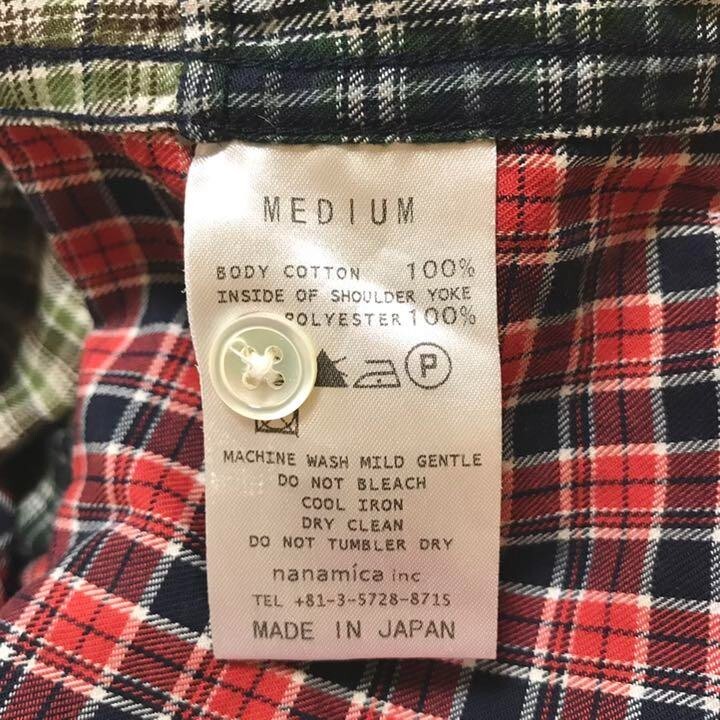 MEDIUM
BODY COTTON 100%
INSIDE OF SHOULDER YOKE
POLYESTER 100%
P
MACHINE WASH MILD GENTLE
DO NOT BLEACH
COOL IRON
DRY CLEAN
DO NOT TUMBLER DRY
nanamica inc
TEL +81-3-5728-8715
MADE IN JAPAN